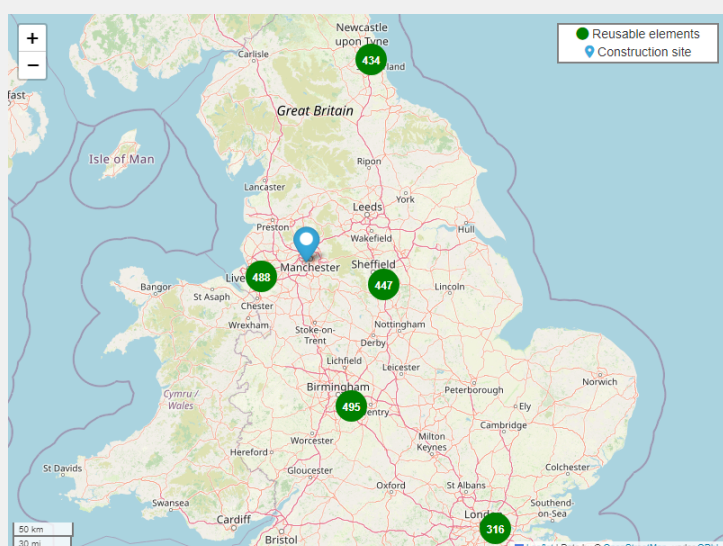 +
−
Reusable elements
Construction site
Newcastle
upon Tyne
Carlisle
434
Great Britain
Isle of Man
Ripon
Lancaster
York
Leeds
Preston
Wakefield
Hull
488
Manchester
Sheffield
447
Bangor
St Asaph
Chester
Lincoln
Wrexham
Stoke-on-
Trent
Nottingham
Derby
Lichfield
Leicester
Birmingham
Peterborough
Norwich
Cymru /
Wales
495
Ely
Cambridge
Worcester
Hereford
Milton
Keynes
St Davids
Gloucester
Colchester
Oxford
St Albans
Swansea
Southend-
on-Sea
Cardiff
316
Bristol
50 km
30 mi